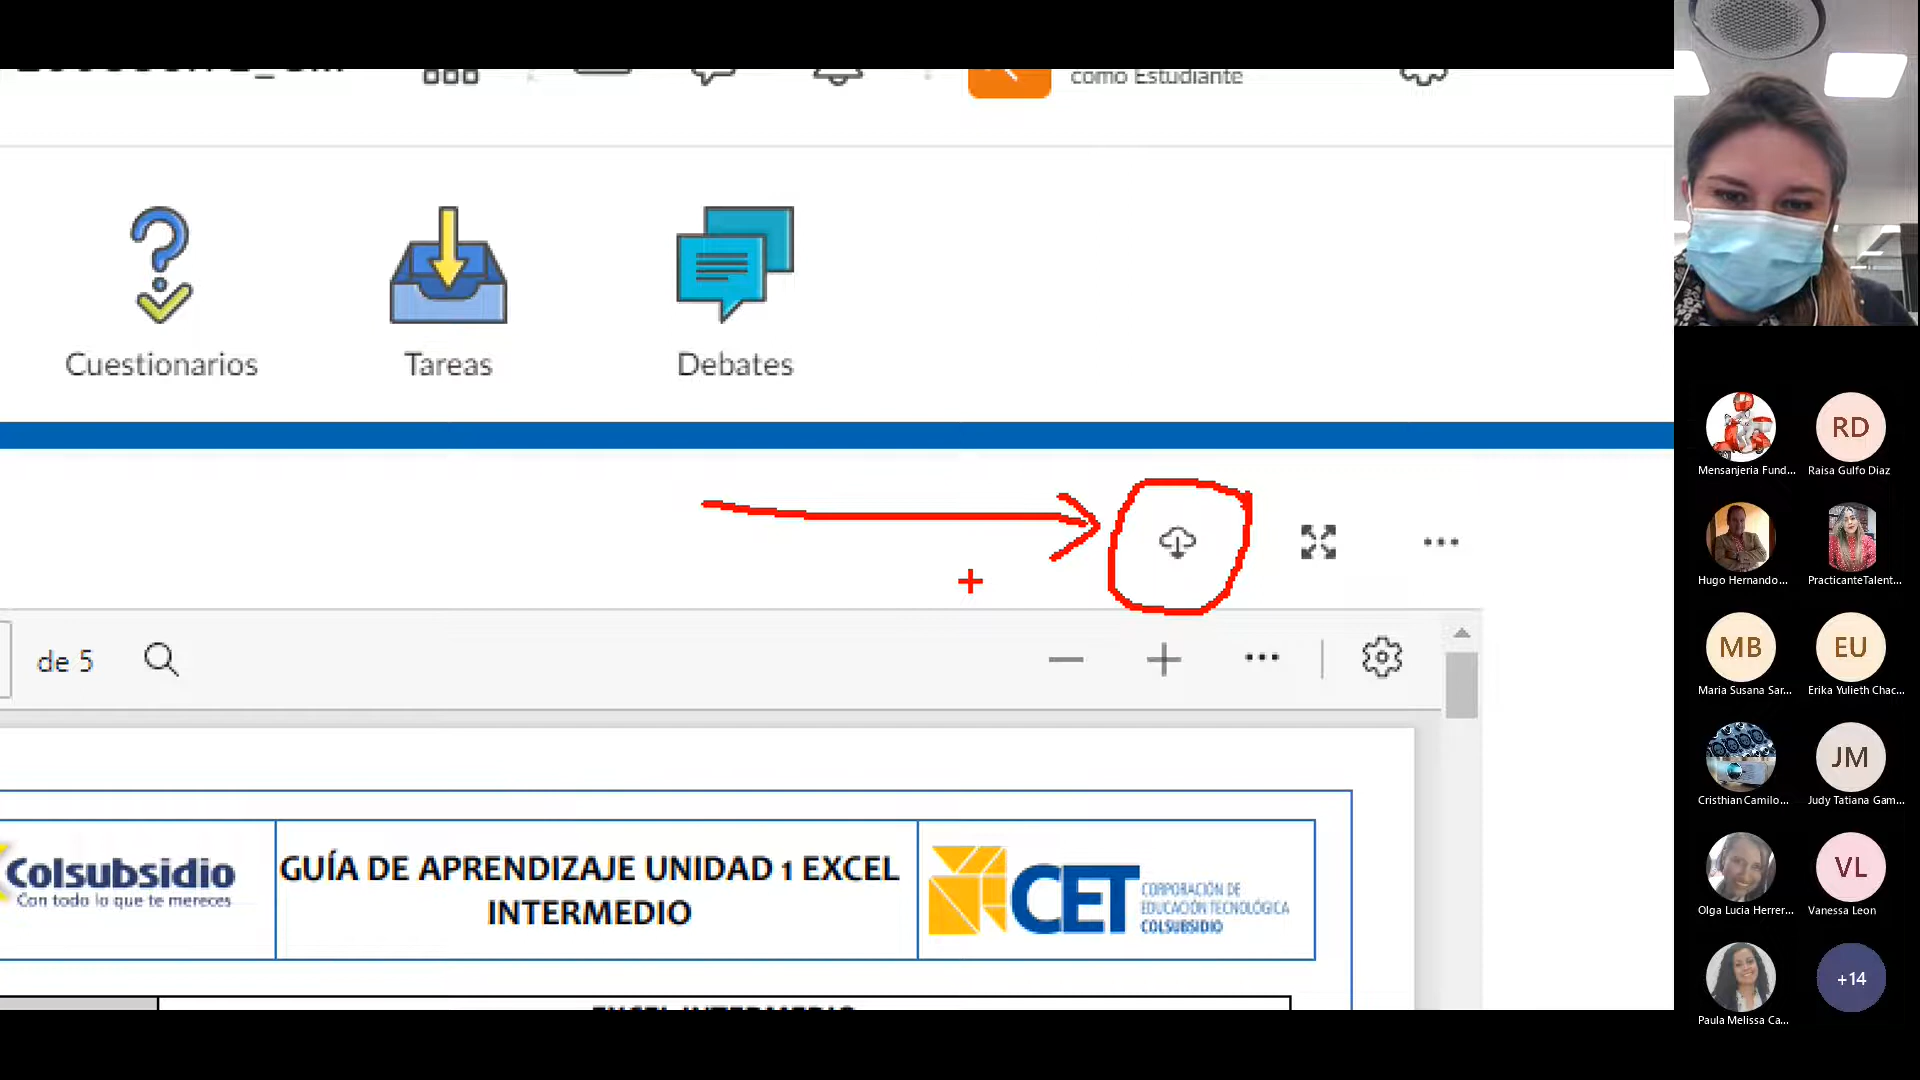 como Estudiante
Cuestionarios
Tareas
Debates
de 5
Colsubsidio
Con todo lo que te mereces
GUÍA DE APRENDIZAJE UNIDAD 1 EXCEL
INTERMEDIO
CET
CORPORACIÓN DE
EDUCACIÓN TECNOLÓGICA
COLSUBSIDIO
EXCEL INTERMEDIO
Mensanjeria Fund...
RD
Raisa Gulfo Diaz
Hugo Hernando...
PracticanteTalent...
MB
Maria Susana Sar...
EU
Erika Yulieth Chac...
Cristhian Camilo...
JM
Judy Tatiana Gam...
Olga Lucia Herrer...
VL
Vanessa Leon
Paula Melissa Ca...
+14